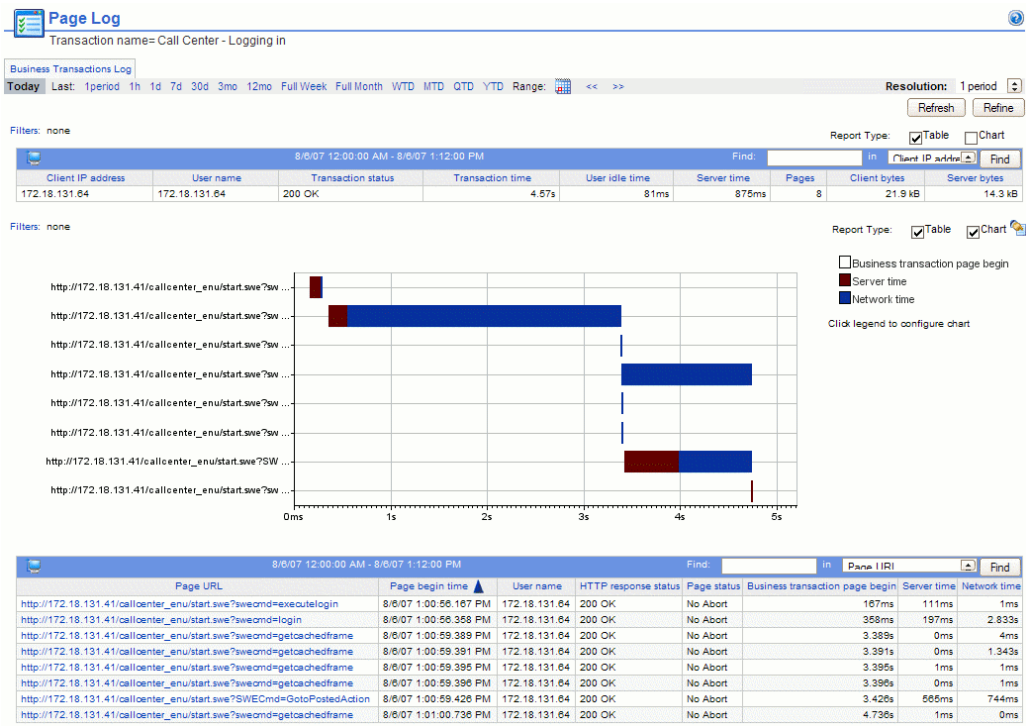 Page Log
Transaction name= Call Center - Logging in
Business Transactions Log
Today Last: 1period 1h 1d 7d 30d 3mo 12mo Full Week Full Month WTD MTD QTD YTD Range: << >> Resolution: 1 period
Refresh Refine
Filters: none
Report Type: Table Chart
8/6/07 12:00:00 AM - 8/6/07 1:12:00 PM Find: in Client IP addre Find
Client IP address User name Transaction status Transaction time User idle time Server time Pages Client bytes Server bytes
172.18.131.64 172.18.131.64 200 OK 4.57s 81ms 875ms 8 21.9 kB 14.3 kB
Filters: none
Report Type: Table Chart
Business transaction page begin
Server time
Network time
Click legend to configure chart
http://172.18.131.41/callcenter_enu/start.swe?sw ...
http://172.18.131.41/callcenter_enu/start.swe?sw ...
http://172.18.131.41/callcenter_enu/start.swe?sw ...
http://172.18.131.41/callcenter_enu/start.swe?sw ...
http://172.18.131.41/callcenter_enu/start.swe?sw ...
http://172.18.131.41/callcenter_enu/start.swe?sw ...
http://172.18.131.41/callcenter_enu/start.swe?SW ...
http://172.18.131.41/callcenter_enu/start.swe?sw ...
0ms 1s 2s 3s 4s 5s
8/6/07 12:00:00 AM - 8/6/07 1:12:00 PM Find: in Page URL Find
Page URL Page begin time User name HTTP response status Page status Business transaction page begin Server time Network time
http://172.18.131.41/callcenter_enu/start.swe?swecmd=executelogin 8/6/07 1:00:56.167 PM 172.18.131.64 200 OK No Abort 167ms 111ms 1ms
http://172.18.131.41/callcenter_enu/start.swe?swecmd=login 8/6/07 1:00:56.358 PM 172.18.131.64 200 OK No Abort 358ms 197ms 2.833s
http://172.18.131.41/callcenter_enu/start.swe?swecmd=getcachedframe 8/6/07 1:00:59.389 PM 172.18.131.64 200 OK No Abort 3.389s 0ms 4ms
http://172.18.131.41/callcenter_enu/start.swe?swecmd=getcachedframe 8/6/07 1:00:59.391 PM 172.18.131.64 200 OK No Abort 3.391s 0ms 1.343s
http://172.18.131.41/callcenter_enu/start.swe?swecmd=getcachedframe 8/6/07 1:00:59.395 PM 172.18.131.64 200 OK No Abort 3.395s 1ms 1ms
http://172.18.131.41/callcenter_enu/start.swe?swecmd=getcachedframe 8/6/07 1:00:59.396 PM 172.18.131.64 200 OK No Abort 3.396s 0ms 1ms
http://172.18.131.41/callcenter_enu/start.swe?SWECmd=GotoPostedAction 8/6/07 1:00:59.426 PM 172.18.131.64 200 OK No Abort 3.426s 565ms 744ms
http://172.18.131.41/callcenter_enu/start.swe?swecmd=getcachedframe 8/6/07 1:01:00.736 PM 172.18.131.64 200 OK No Abort 4.736s 1ms 0ms